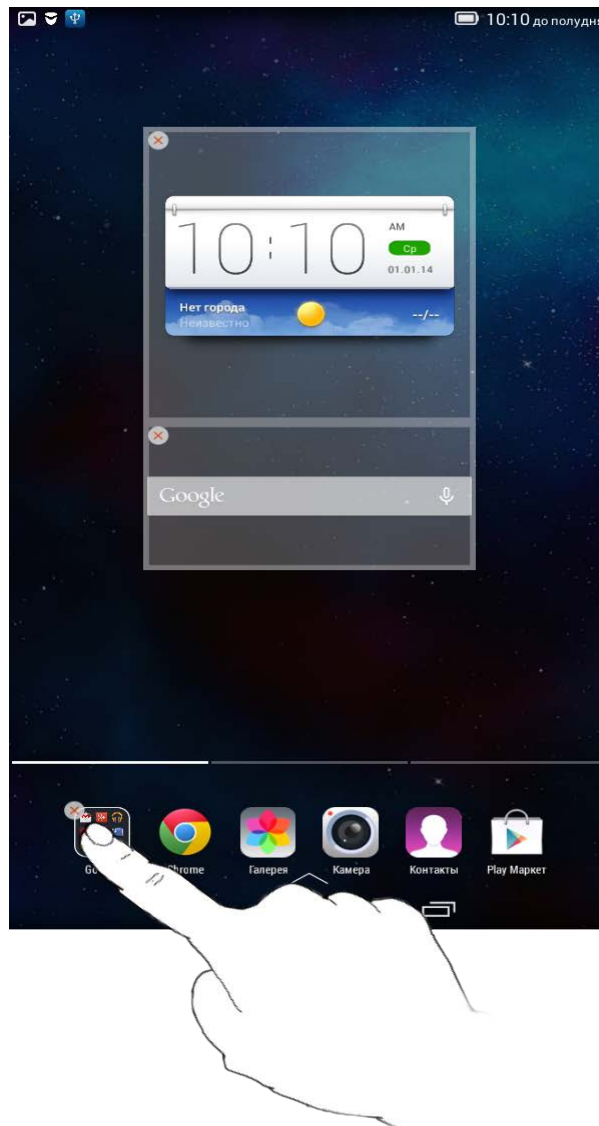 10:10 до полудня
10:10
AM
Ср
01.01.14
Нет города
Неизвестно
--/--
Google
Chrome
Галерея
Камера
Контакты
Play Маркет